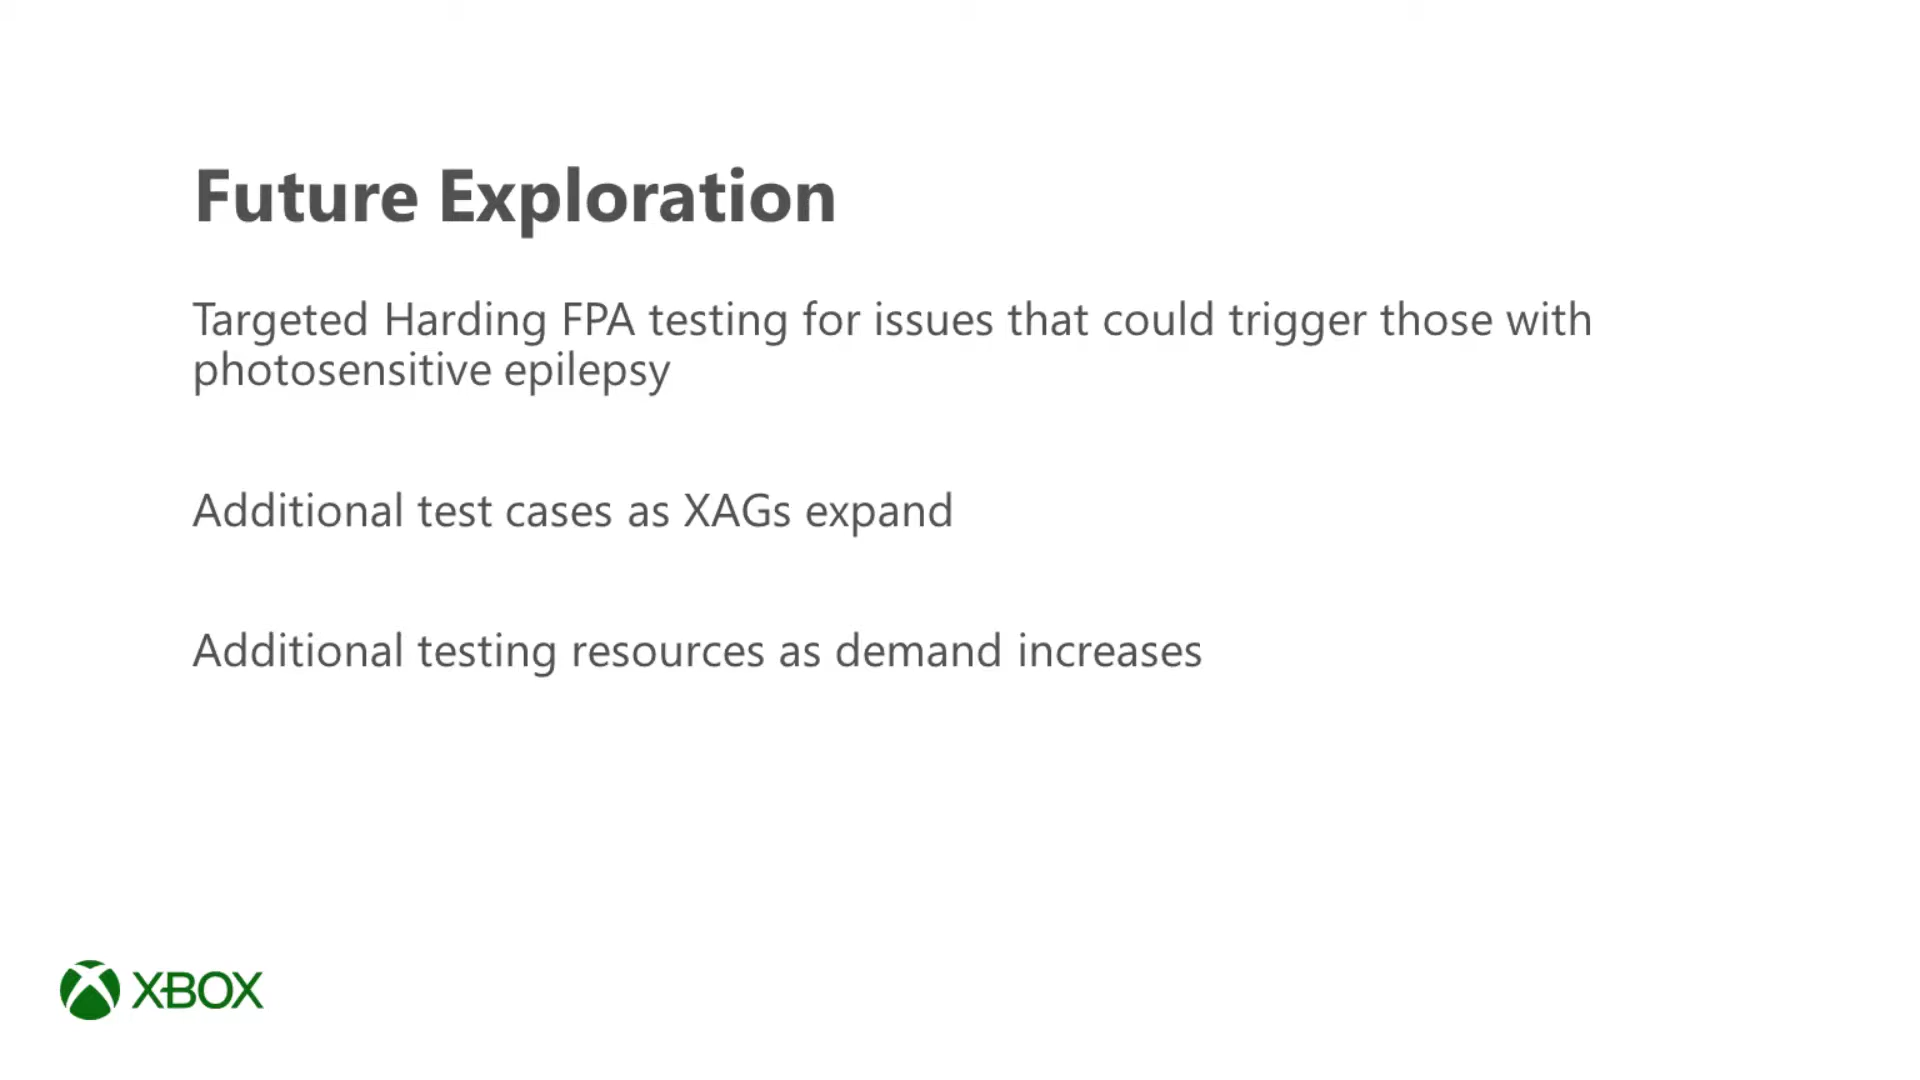 Future Exploration
Targeted Harding FPA testing for issues that could trigger those with
photosensitive epilepsy
Additional test cases as XAGs expand
Additional testing resources as demand increases
XBOX